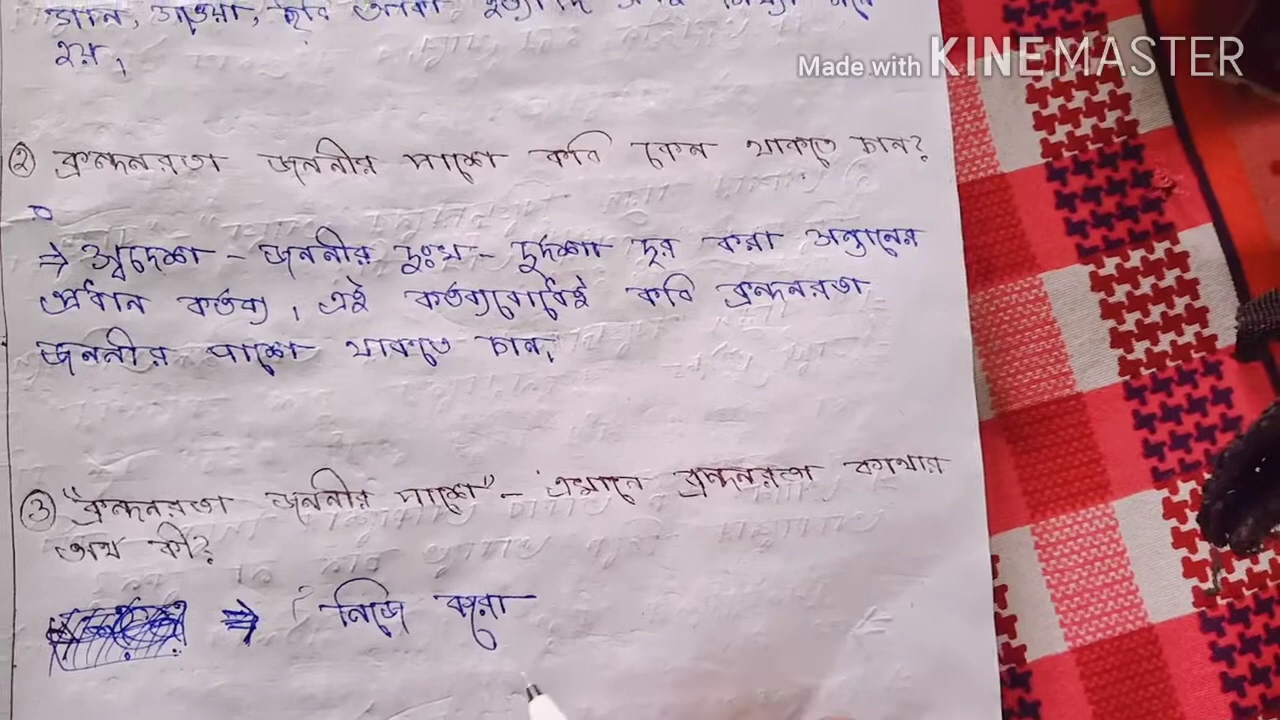 হয়।
Made with KINEMASTER
② ক্রন্দনরতা জননীর পাশে কবি কেন থাকতে চান?
⇒ স্বদেশ - জননীর দুঃখ - দুর্দশা দূর করা সন্তানের
প্রধান কর্তব্য। এই কর্তব্যবোধেই কবি ক্রন্দনরতা
জননীর পাশে থাকতে চান।
③ "ক্রন্দনরতা জননীর পাশে" - এখানে ক্রন্দনরতা কথার
অর্থ কী?
⇒ নিজে করো